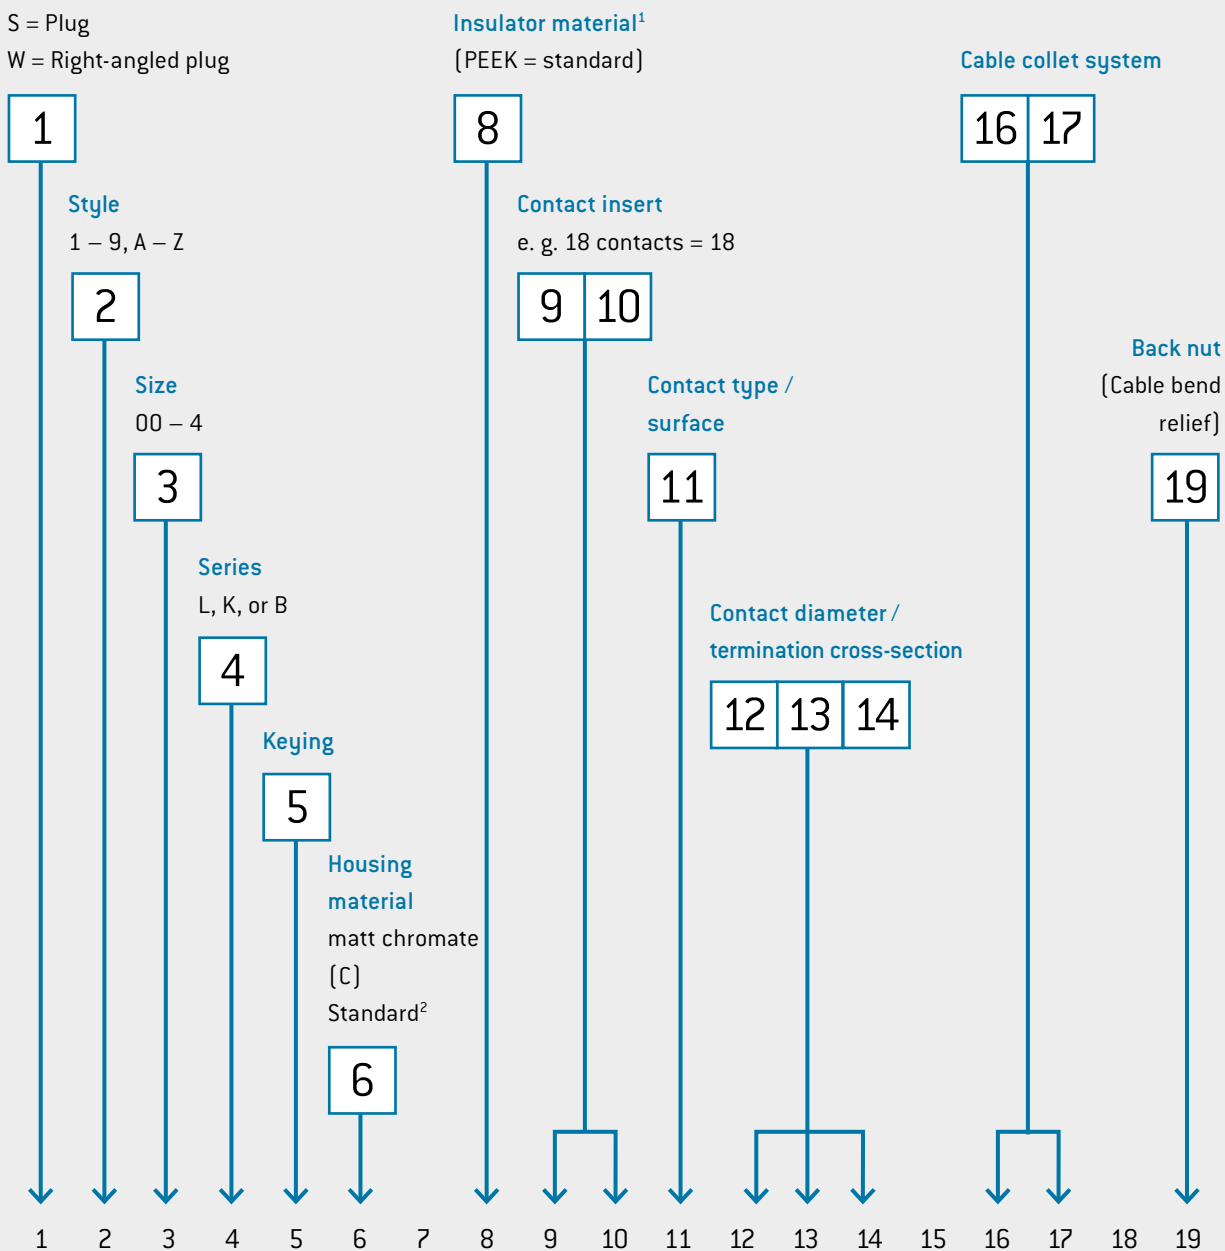 S = Plug
W = Right-angled plug
1
Style
1 – 9, A – Z
2
Size
00 – 4
3
Series
L, K, or B
4
Keying
5
Housing
material
matt chromate
(C)
Standard²
6
Insulator material¹
(PEEK = standard)
8
Contact insert
e. g. 18 contacts = 18
9 10
Contact type /
surface
11
Contact diameter /
termination cross-section
12 13 14
Cable collet system
16 17
Back nut
(Cable bend
relief)
19
1 2 3 4 5 6 7 8 9 10 11 12 13 14 15 16 17 18 19